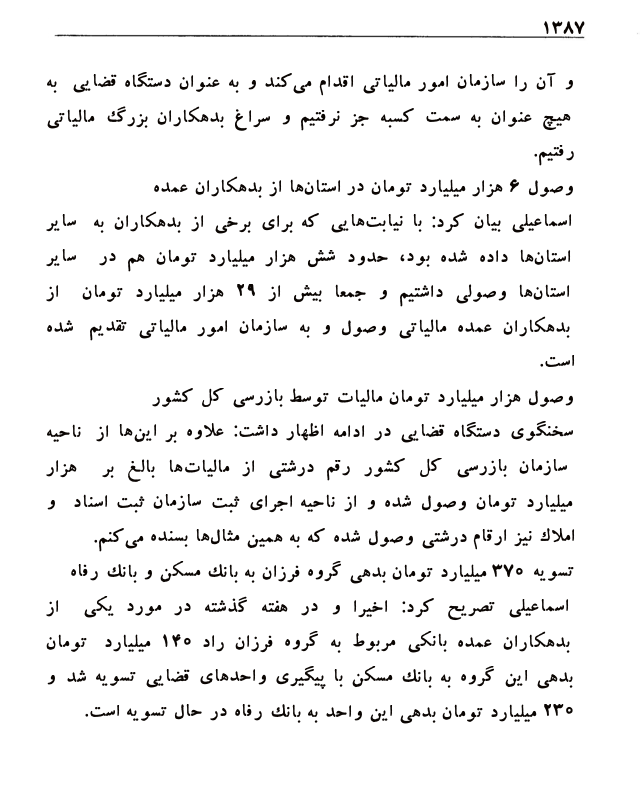 ۱۳۸۷
و آن را سازمان امور مالیاتی اقدام می‌کند و به عنوان دستگاه قضایی به
هیچ عنوان به سمت کسبه جز نرفتیم و سراغ بدهکاران بزرگ مالیاتی
رفتیم.
وصول ۶ هزار میلیارد تومان در استان‌ها از بدهکاران عمده
اسماعیلی بیان کرد: با نیابت‌هایی که برای برخی از بدهکاران به سایر
استان‌ها داده شده بود، حدود شش هزار میلیارد تومان هم در سایر
استان‌ها وصولی داشتیم و جمعا بیش از ۲۹ هزار میلیارد تومان از
بدهکاران عمده مالیاتی وصول و به سازمان امور مالیاتی تقدیم شده
است.
وصول هزار میلیارد تومان مالیات توسط بازرسی کل کشور
سخنگوی دستگاه قضایی در ادامه اظهار داشت: علاوه بر این‌ها از ناحیه
سازمان بازرسی کل کشور رقم درشتی از مالیات‌ها بالغ بر هزار
میلیارد تومان وصول شده و از ناحیه اجرای ثبت سازمان ثبت اسناد و
املاك نیز ارقام درشتی وصول شده که به همین مثال‌ها بسنده می‌کنم.
تسویه ۳۷۰ میلیارد تومان بدهی گروه فرزان به بانك مسکن و بانك رفاه
اسماعیلی تصریح کرد: اخیرا و در هفته گذشته در مورد یکی از
بدهکاران عمده بانکی مربوط به گروه فرزان راد ۱۴۰ میلیارد تومان
بدهی این گروه به بانك مسکن با پیگیری واحدهای قضایی تسویه شد و
۲۳۰ میلیارد تومان بدهی این واحد به بانك رفاه در حال تسویه است.